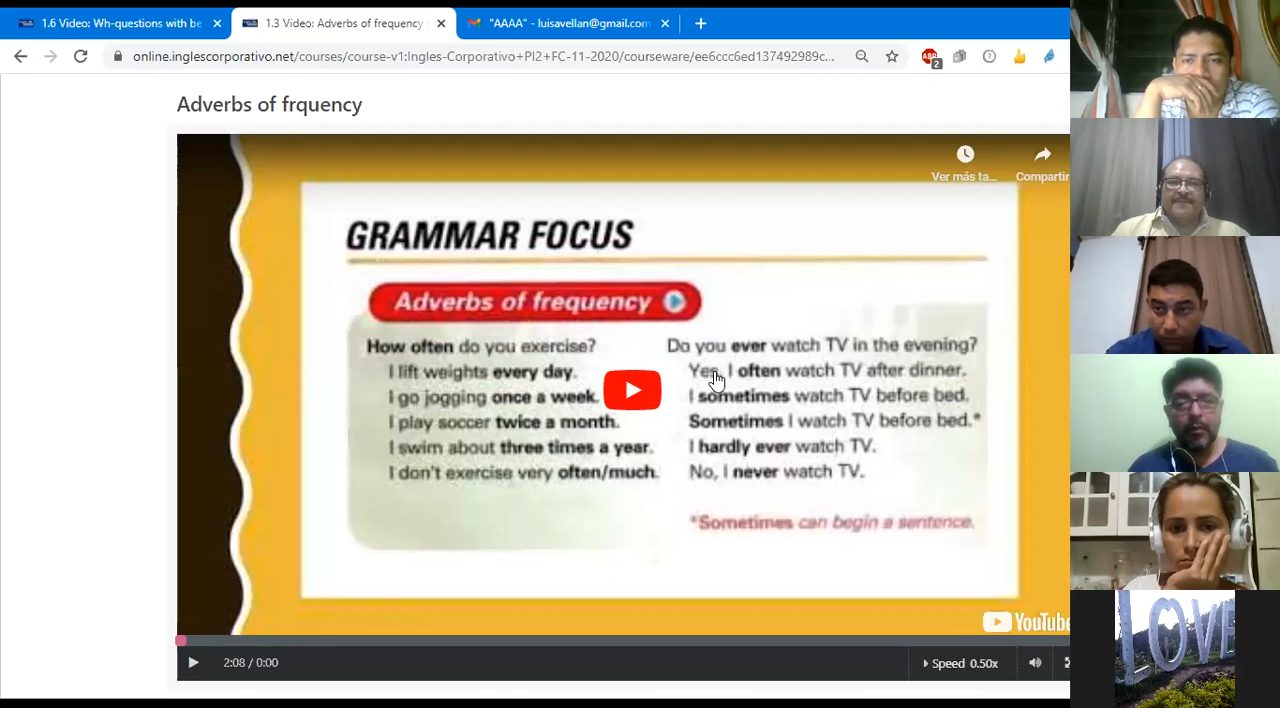 1.6 Video: Wh-questions with be
1.3 Video: Adverbs of frequency
"AAAA" - luisavellan@gmail.com
online.inglescorporativo.net/courses/course-v1:Ingles-Corporativo+PI2+FC-11-2020/courseware/ee6ccc6ed137492989c...
2
Adverbs of frquency
Ver más ta...
Compartir
GRAMMAR FOCUS
Adverbs of frequency
How often do you exercise?
I lift weights every day.
I go jogging once a week.
I play soccer twice a month.
I swim about three times a year.
I don't exercise very often/much.
Do you ever watch TV in the evening?
Yes, I often watch TV after dinner.
I sometimes watch TV before bed.
Sometimes I watch TV before bed.*
I hardly ever watch TV.
No, I never watch TV.
*Sometimes can begin a sentence.
YouTube
2:08 / 0:00
Speed 0.50x
LOVE